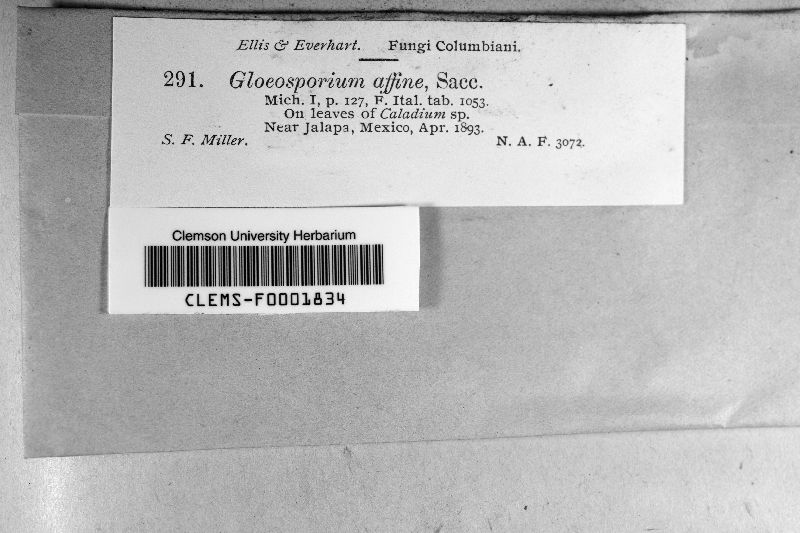 Ellis & Everhart. Fungi Columbiani.
291. Gloeosporium affine, Sacc.
Mich. I, p. 127, F. Ital. tab. 1053.
On leaves of Caladium sp.
Near Jalapa, Mexico, Apr. 1893.
S. F. Miller. N. A. F. 3072.
Clemson University Herbarium
CLEMS-F0001834